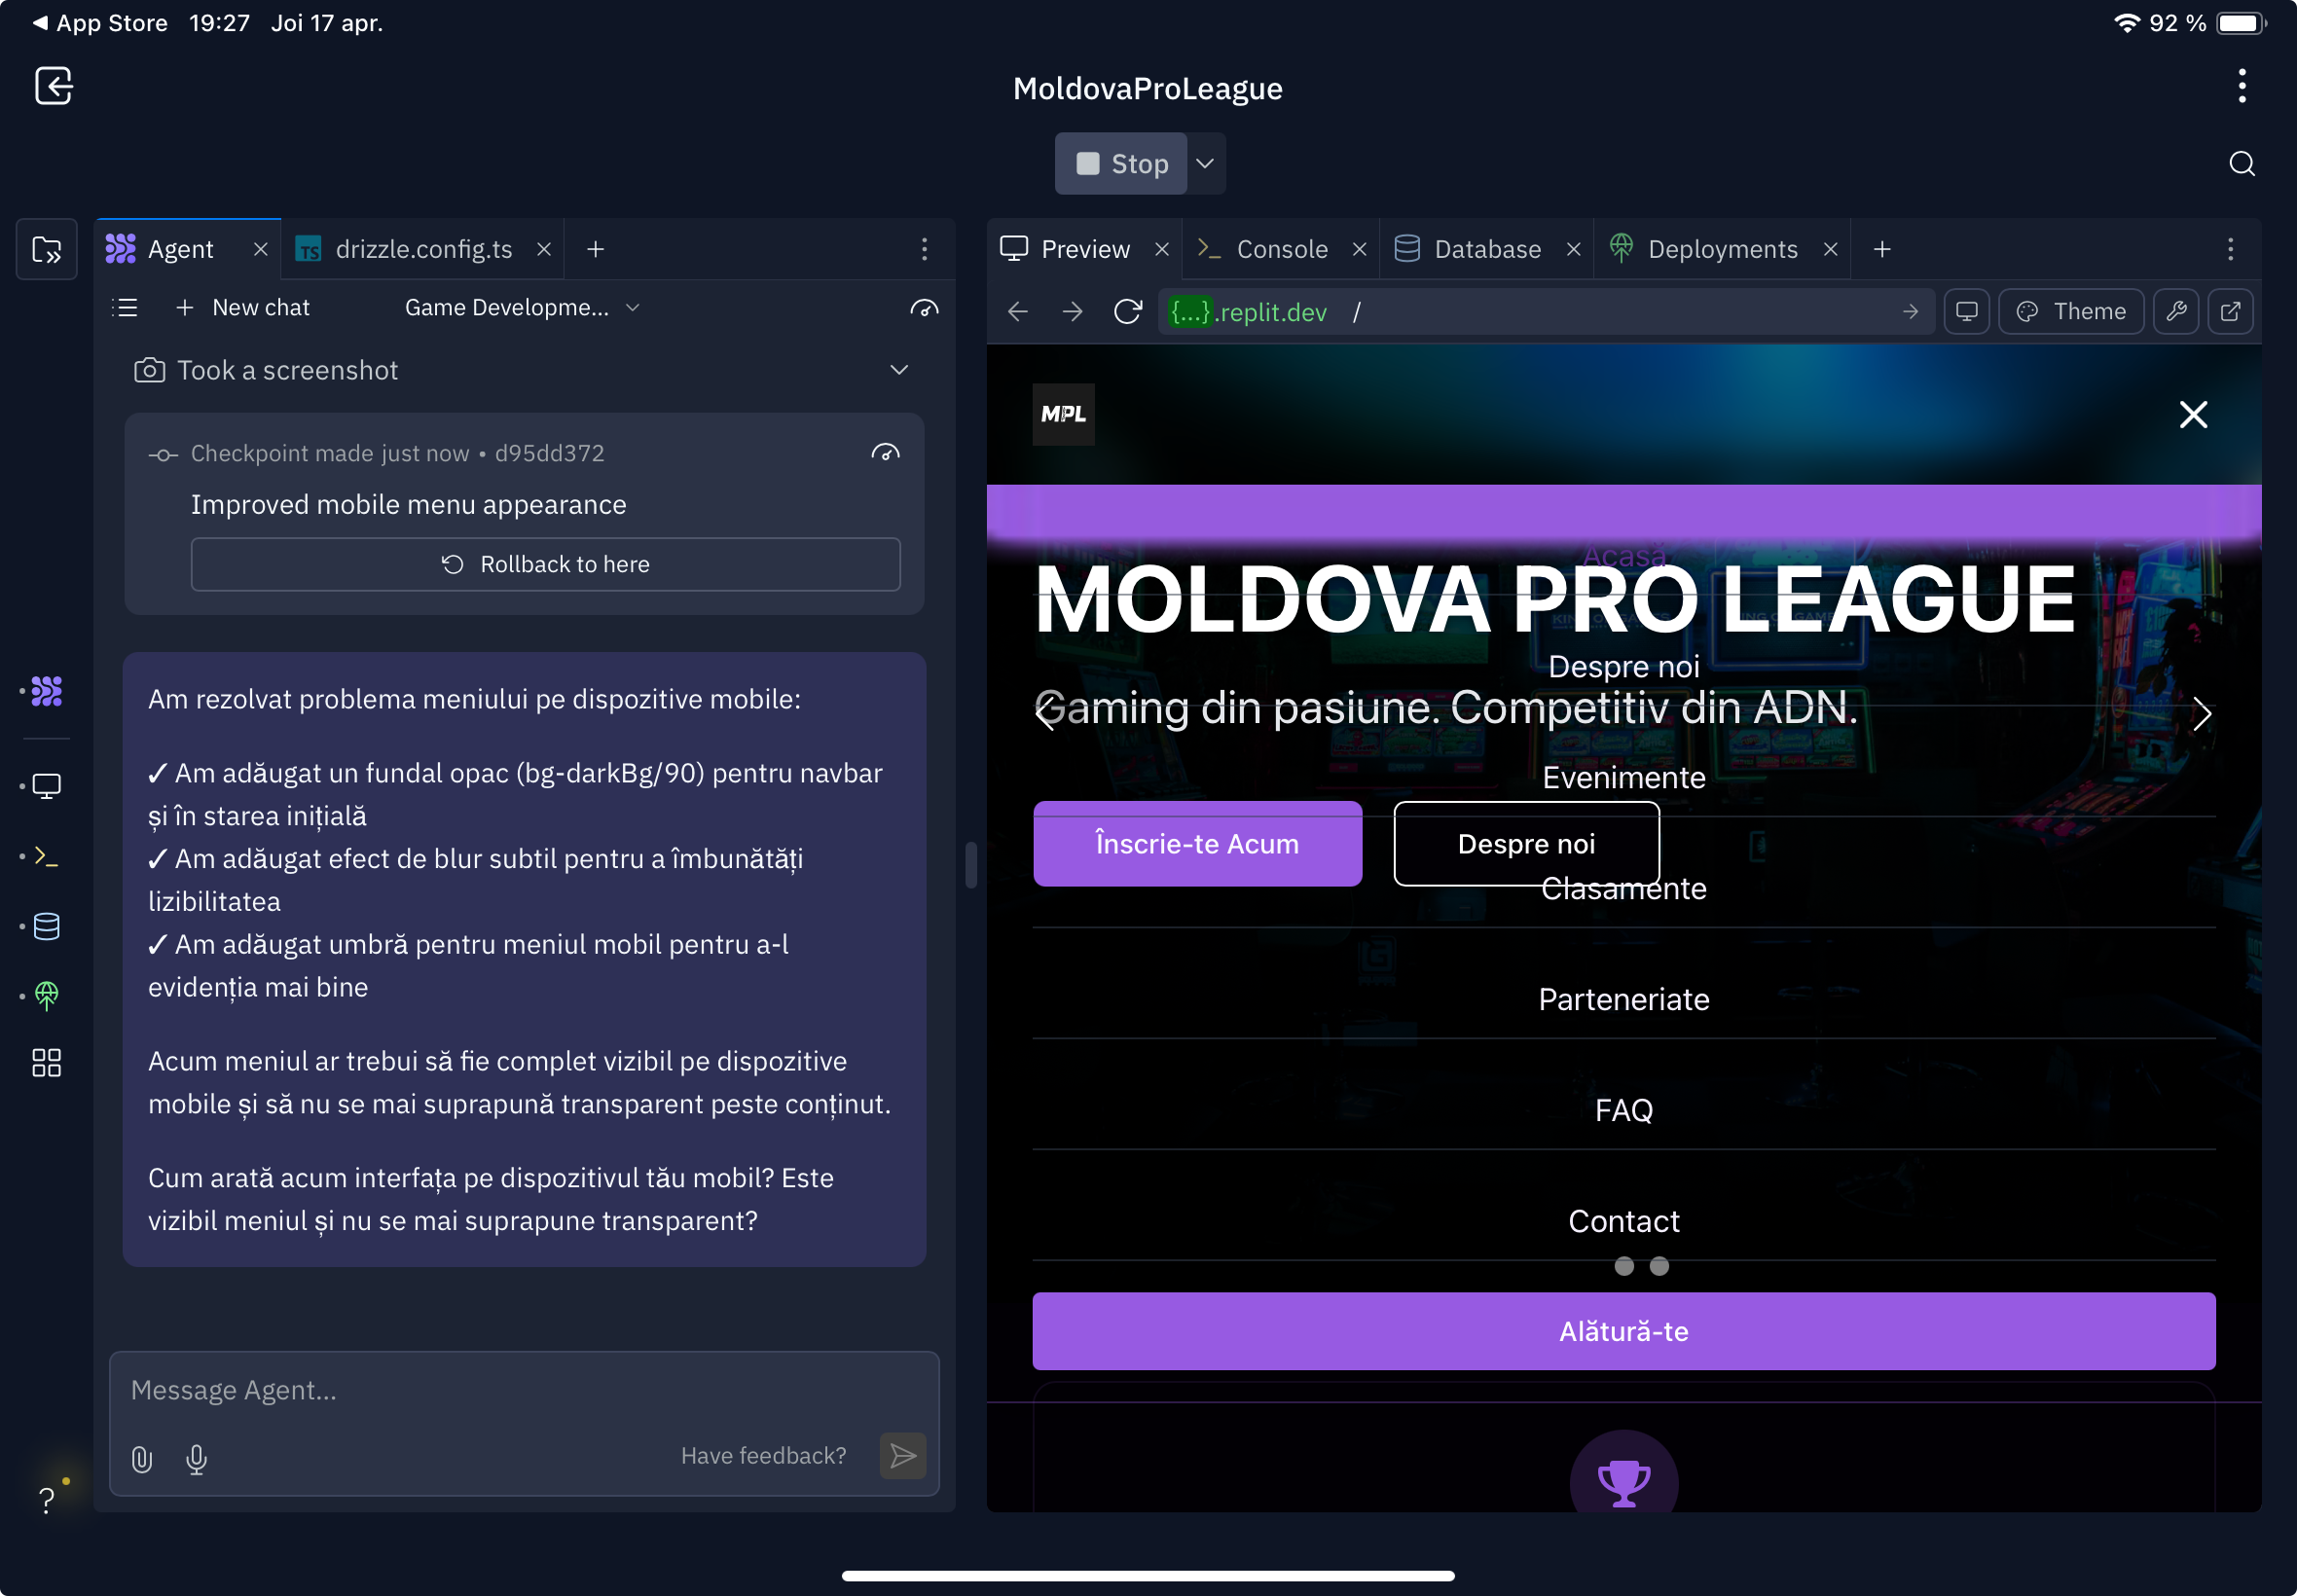 App Store 19:27 Joi 17 apr. 92 %
MoldovaProLeague
Stop
Agent
TS drizzle.config.ts
New chat
Game Developme...
Took a screenshot
Checkpoint made just now • d95dd372
Improved mobile menu appearance
Rollback to here
Am rezolvat problema meniului pe dispozitive mobile:
✓ Am adăugat un fundal opac (bg-darkBg/90) pentru navbar
și în starea inițială
✓ Am adăugat efect de blur subtil pentru a îmbunătăți
lizibilitatea
✓ Am adăugat umbră pentru meniul mobil pentru a-l
evidenția mai bine
Acum meniul ar trebui să fie complet vizibil pe dispozitive
mobile și să nu se mai suprapună transparent peste conținut.
Cum arată acum interfața pe dispozitivul tău mobil? Este
vizibil meniul și nu se mai suprapune transparent?
Message Agent...
Have feedback?
?
Preview
Console
Database
Deployments
{...}.replit.dev /
Theme
MPL
Acasă
MOLDOVA PRO LEAGUE
Despre noi
Gaming din pasiune. Competitiv din ADN.
Evenimente
Înscrie-te Acum
Despre noi
Clasamente
Parteneriate
FAQ
Contact
Alătură-te